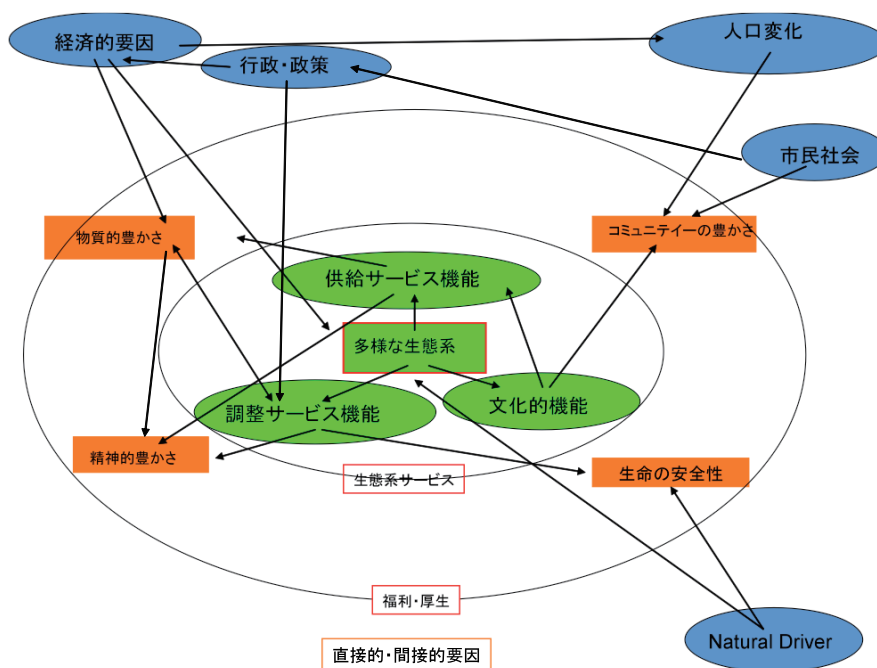 経済的要因
人口変化
行政・政策
市民社会
物質的豊かさ
コミュニテイーの豊かさ
供給サービス機能
多様な生態系
文化的機能
調整サービス機能
精神的豊かさ
生命の安全性
生態系サービス
福利・厚生
Natural Driver
直接的・間接的要因